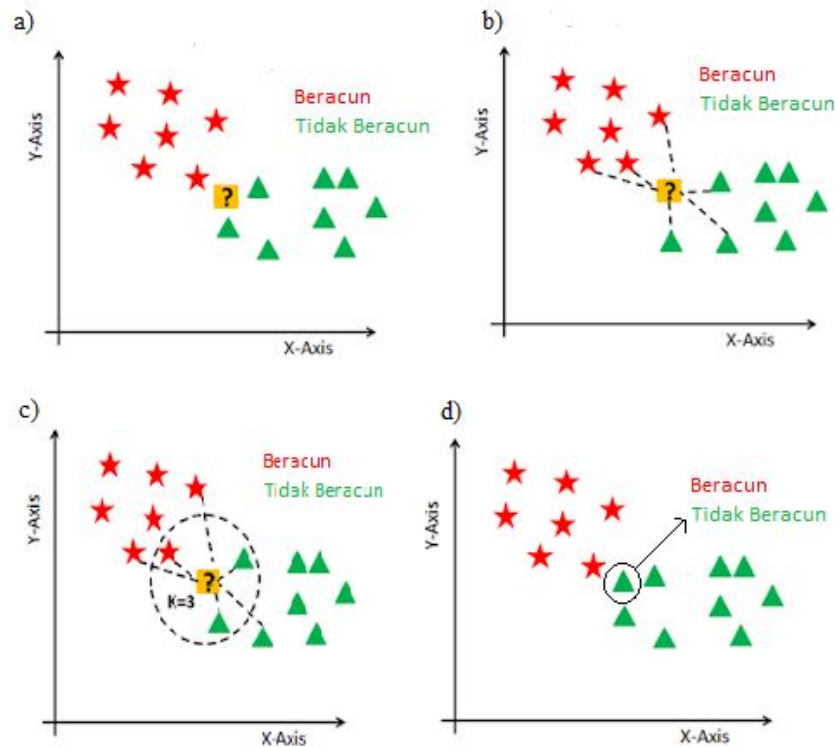 a)
Beracun
Tidak Beracun
Y-Axis
?
X-Axis
b)
Beracun
Tidak Beracun
Y-Axis
?
X-Axis
c)
Beracun
Tidak Beracun
Y-Axis
?
K=3
X-Axis
d)
Beracun
Tidak Beracun
Y-Axis
X-Axis